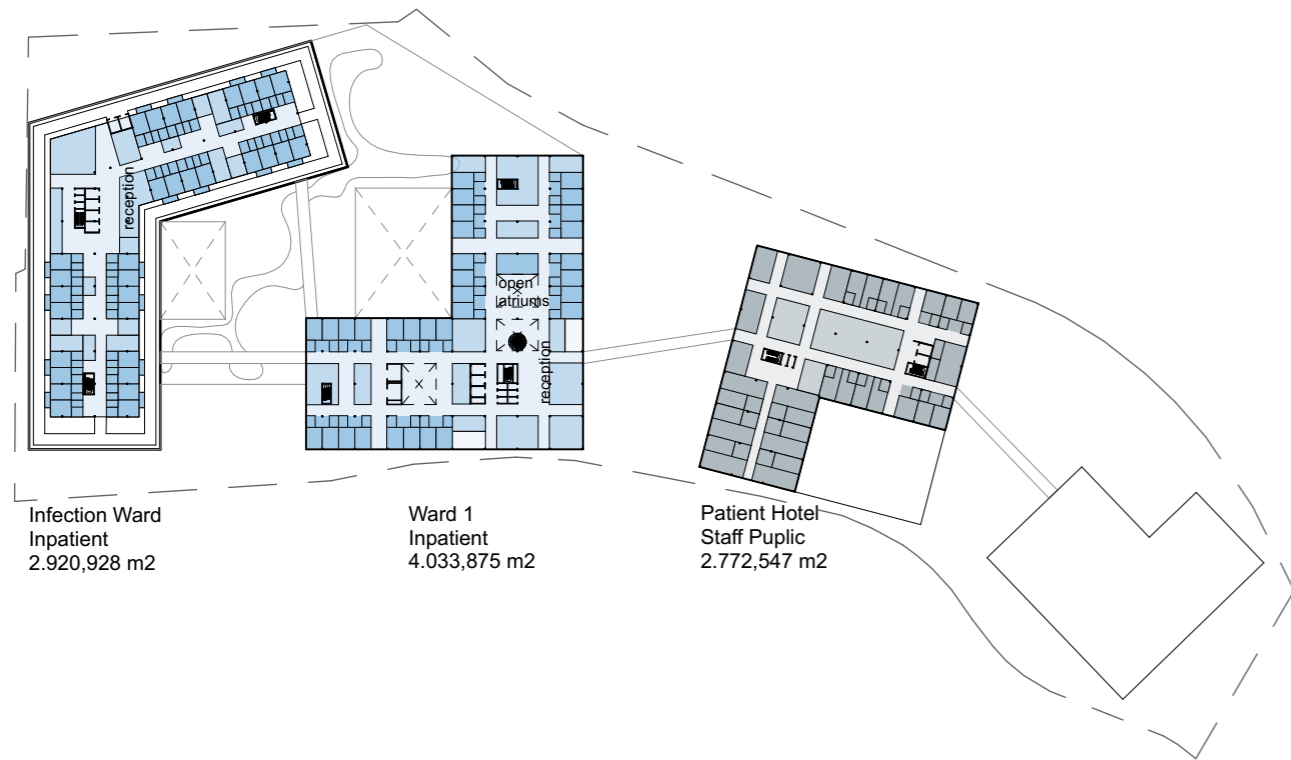 reception
open
atriums
reception
Infection Ward
Inpatient
2.920,928 m2
Ward 1
Inpatient
4.033,875 m2
Patient Hotel
Staff Puplic
2.772,547 m2